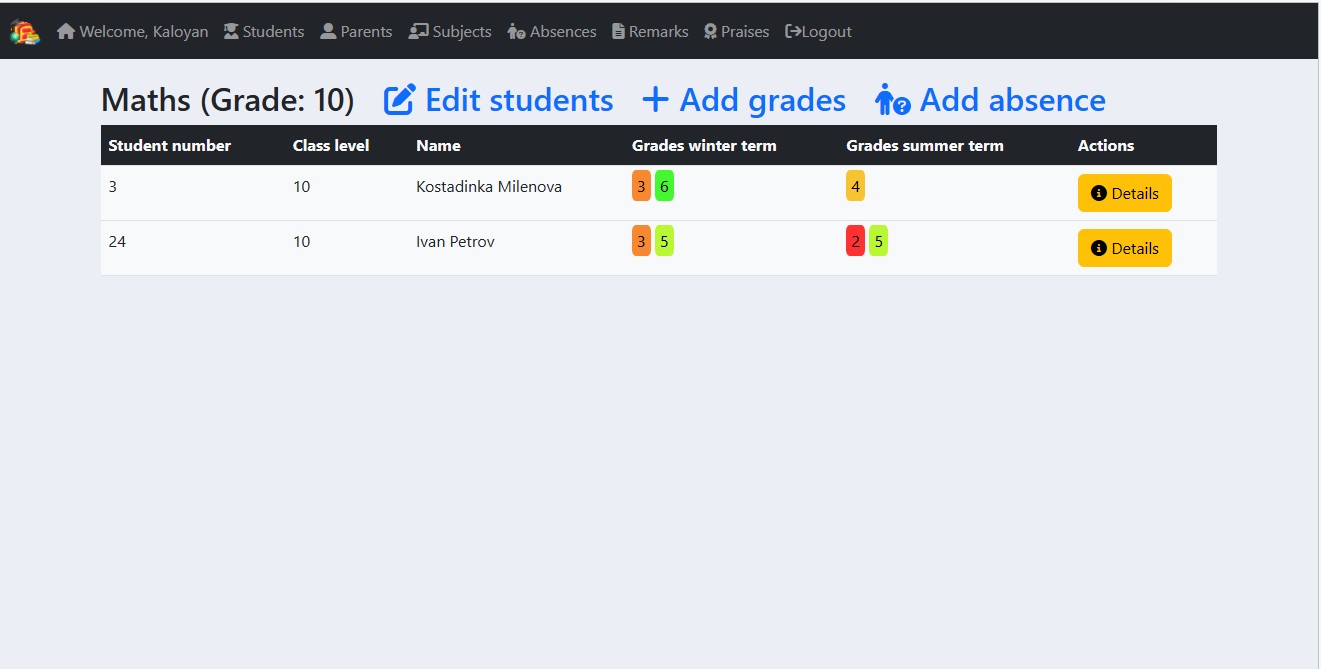 Welcome, Kaloyan Students Parents Subjects Absences Remarks Praises Logout
Maths (Grade: 10) Edit students Add grades Add absence
Student number Class level Name Grades winter term Grades summer term Actions
3 10 Kostadinka Milenova 3 6 4 Details
24 10 Ivan Petrov 3 5 2 5 Details